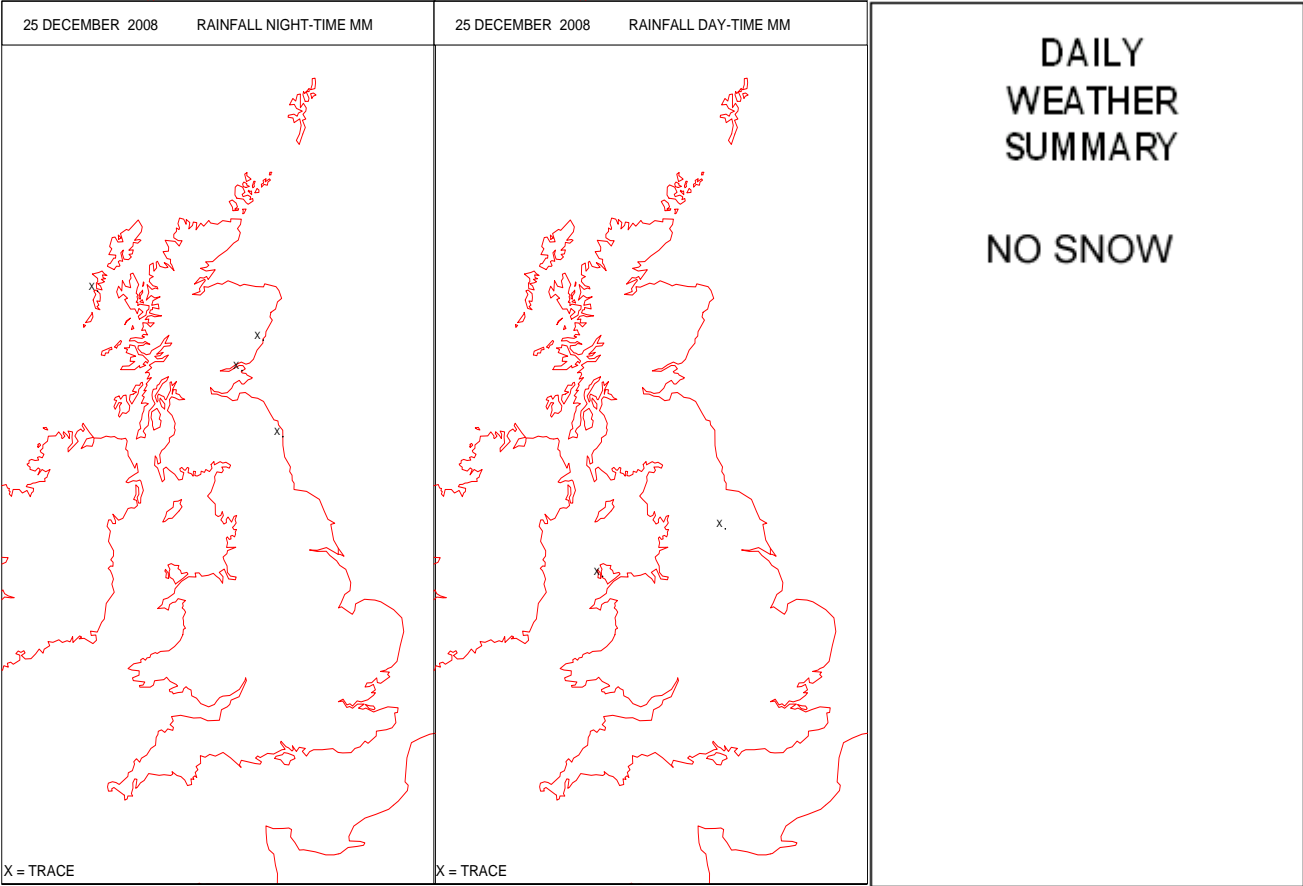 25 DECEMBER 2008 RAINFALL NIGHT-TIME MM
X
X
X
X
X = TRACE
25 DECEMBER 2008 RAINFALL DAY-TIME MM
X
X
X = TRACE
DAILY
WEATHER
SUMMARY
NO SNOW